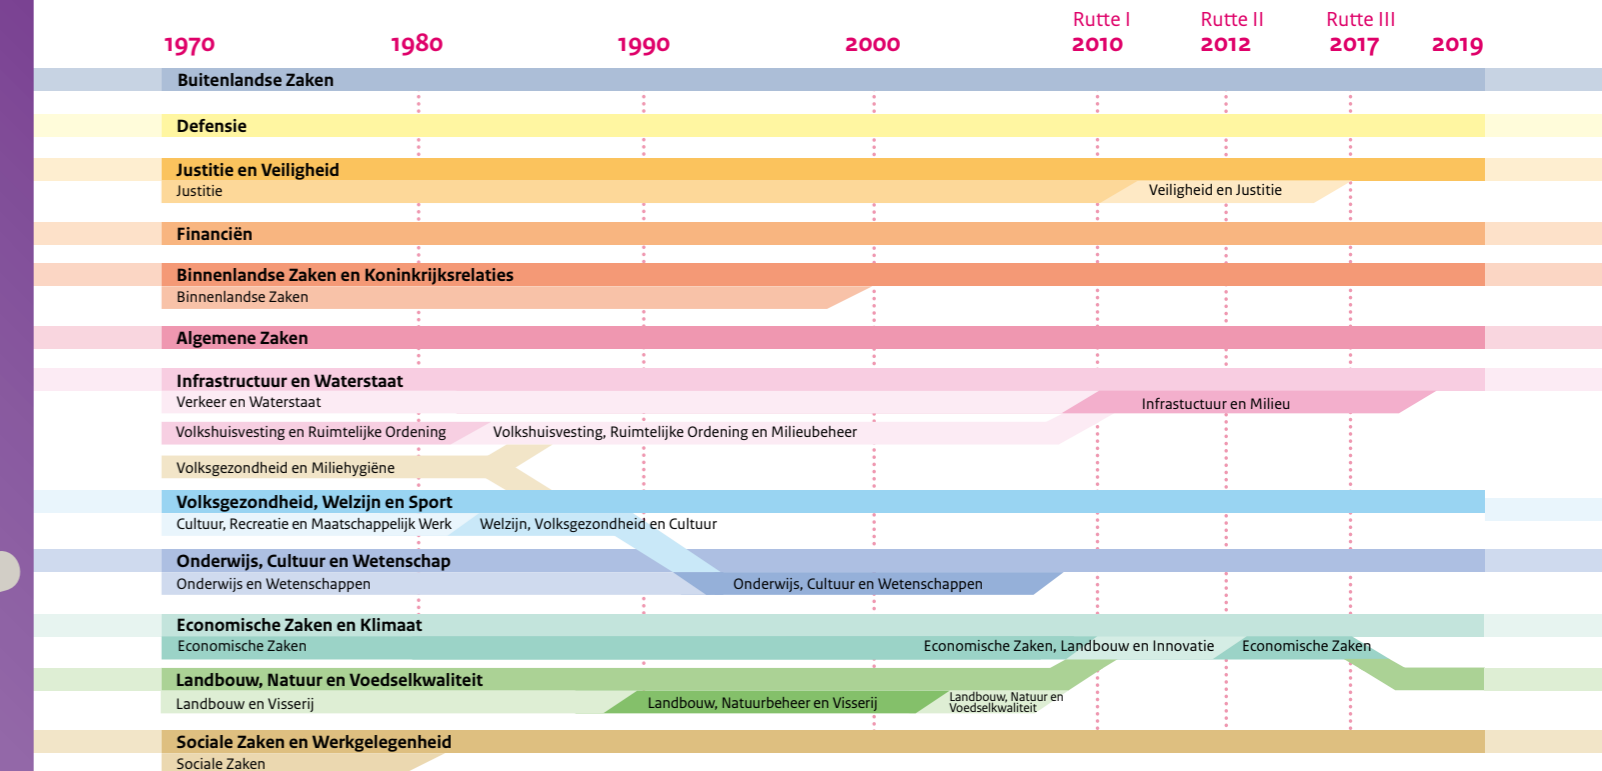 Rutte I Rutte II Rutte III
1970 1980 1990 2000 2010 2012 2017 2019
Buitenlandse Zaken
Defensie
Justitie en Veiligheid
Justitie Veiligheid en Justitie
Financiën
Binnenlandse Zaken en Koninkrijksrelaties
Binnenlandse Zaken
Algemene Zaken
Infrastructuur en Waterstaat
Verkeer en Waterstaat Infrastuctuur en Milieu
Volkshuisvesting en Ruimtelijke Ordening Volkshuisvesting, Ruimtelijke Ordening en Milieubeheer
Volksgezondheid en Miliehygiëne
Volksgezondheid, Welzijn en Sport
Cultuur, Recreatie en Maatschappelijk Werk Welzijn, Volksgezondheid en Cultuur
Onderwijs, Cultuur en Wetenschap
Onderwijs en Wetenschappen Onderwijs, Cultuur en Wetenschappen
Economische Zaken en Klimaat
Economische Zaken Economische Zaken, Landbouw en Innovatie Economische Zaken
Landbouw, Natuur en Voedselkwaliteit
Landbouw en Visserij Landbouw, Natuurbeheer en Visserij Landbouw, Natuur en
Voedselkwaliteit
Sociale Zaken en Werkgelegenheid
Sociale Zaken